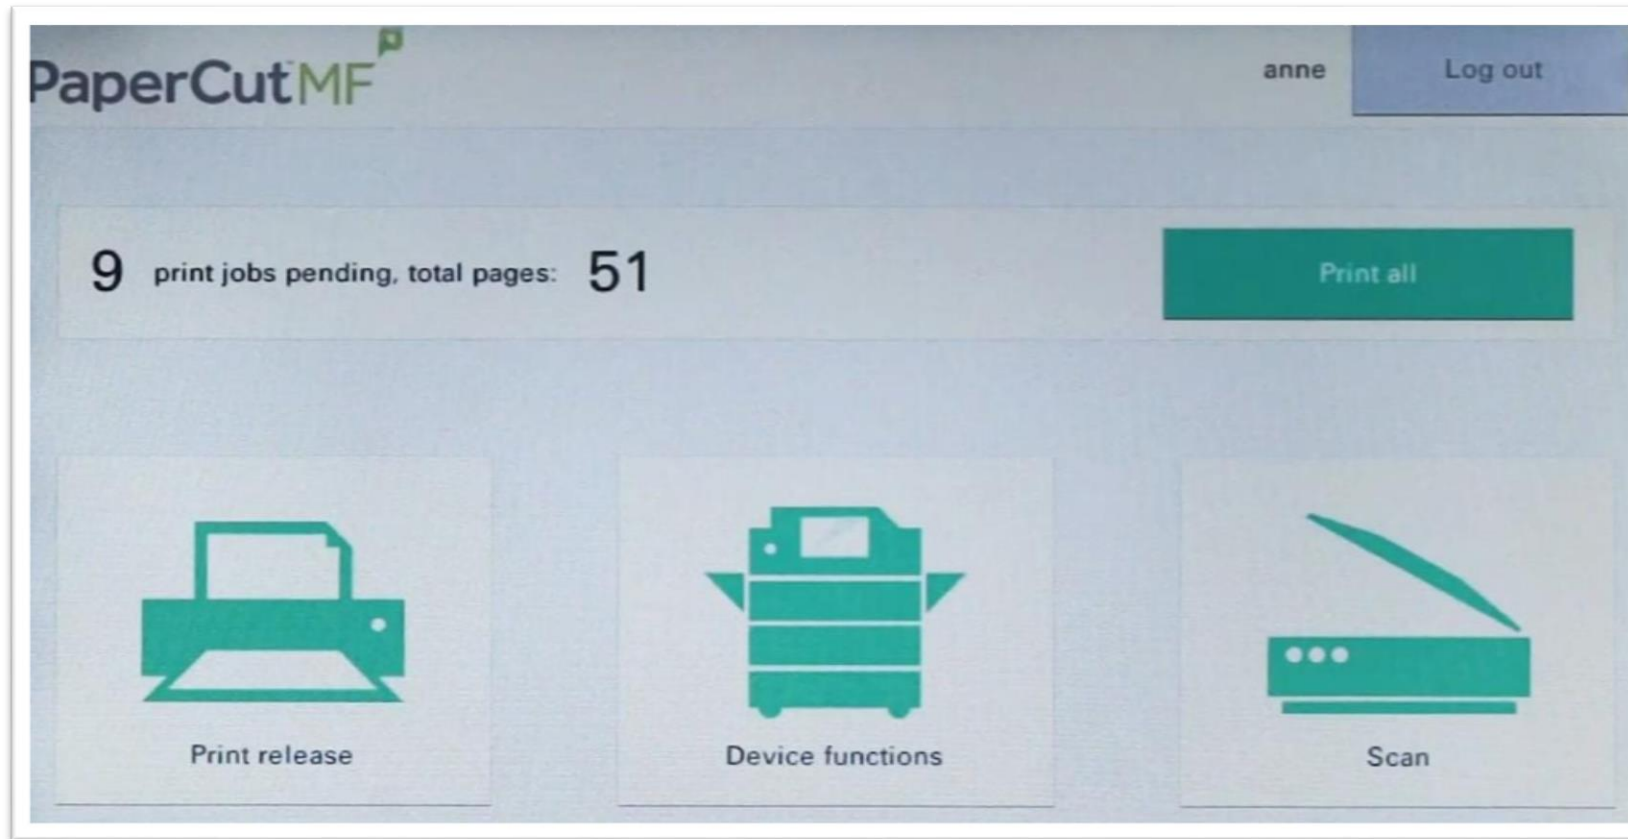 PaperCut MF
anne
Log out
9 print jobs pending, total pages: 51
Print all
Print release
Device functions
Scan